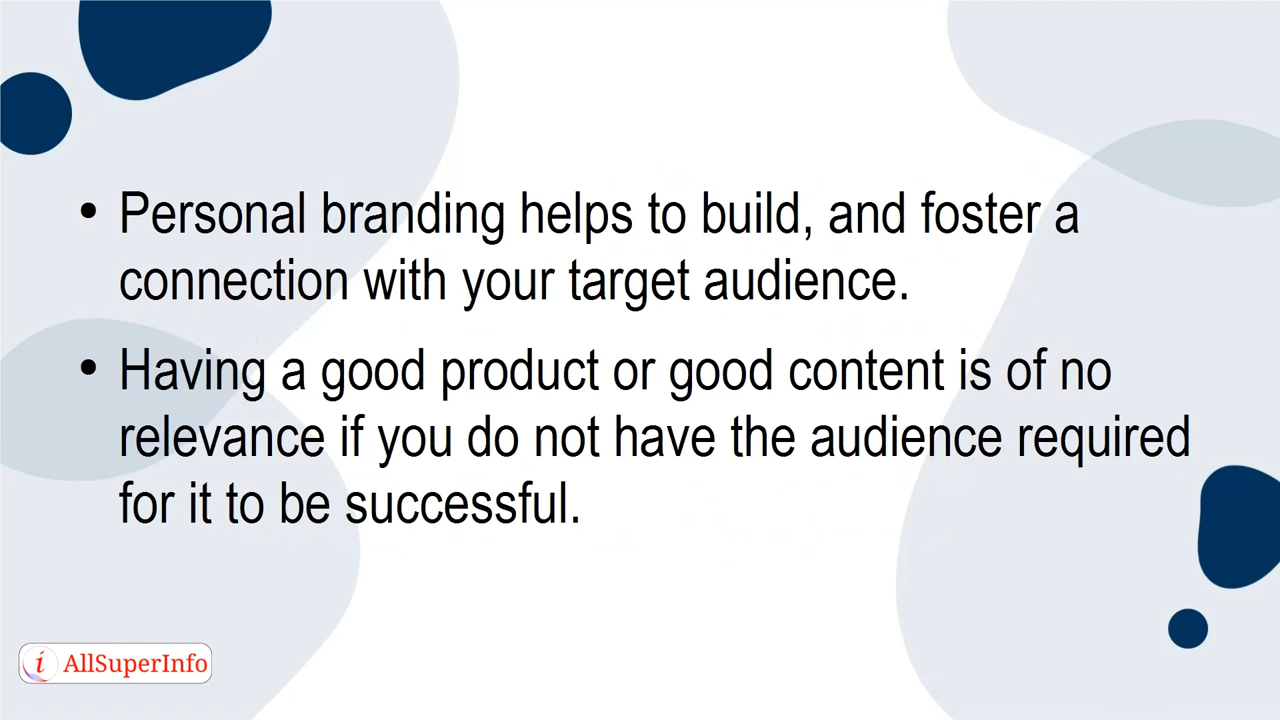 • Personal branding helps to build, and foster a
connection with your target audience.
• Having a good product or good content is of no
relevance if you do not have the audience required
for it to be successful.
i AllSuperInfo